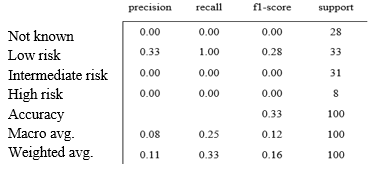 precision recall f1-score support
Not known 0.00 0.00 0.00 28
Low risk 0.33 1.00 0.28 33
Intermediate risk 0.00 0.00 0.00 31
High risk 0.00 0.00 0.00 8
Accuracy 0.33 100
Macro avg. 0.08 0.25 0.12 100
Weighted avg. 0.11 0.33 0.16 100